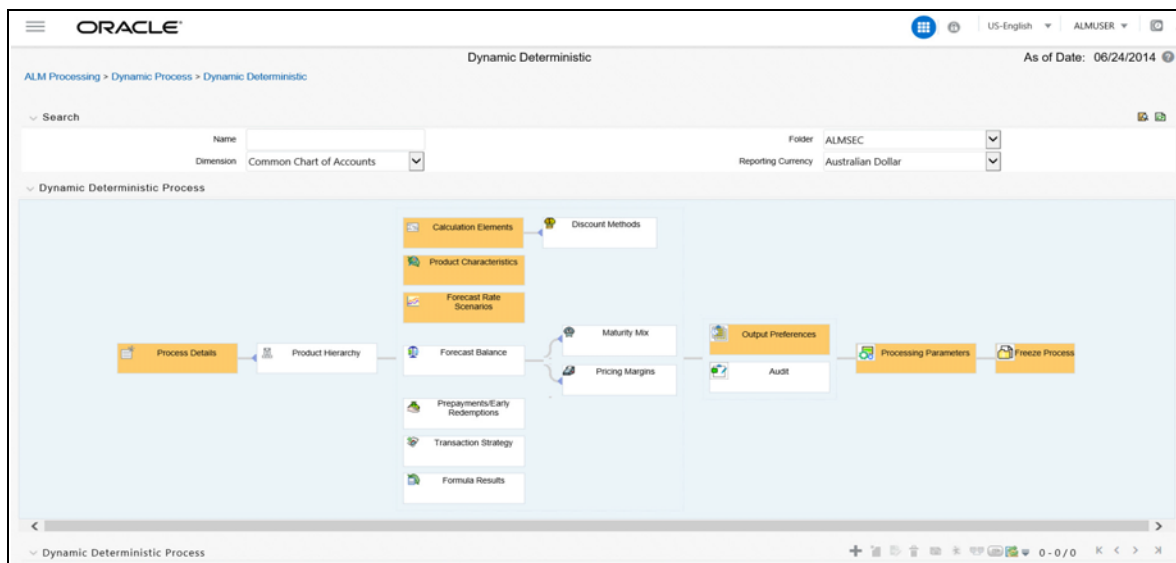 ORACLE
US-English
ALMUSER
Dynamic Deterministic
As of Date: 06/24/2014
ALM Processing > Dynamic Process > Dynamic Deterministic
Search
Name
Folder ALMSEC
Dimension Common Chart of Accounts
Reporting Currency Australian Dollar
Dynamic Deterministic Process
Calculation Elements
Discount Methods
Product Characteristics
Forecast Rate
Scenarios
Process Details
Product Hierarchy
Forecast Balance
Maturity Mix
Pricing Margins
Output Preferences
Audit
Processing Parameters
Freeze Process
Prepayments/Early
Redemptions
Transaction Strategy
Formula Results
Dynamic Deterministic Process
0-0/0